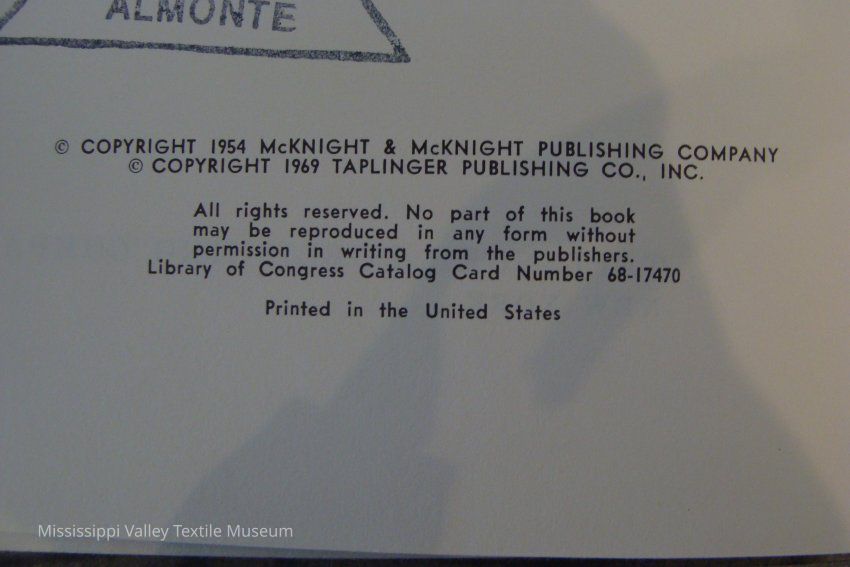 ALMONTE
© COPYRIGHT 1954 McKNIGHT & McKNIGHT PUBLISHING COMPANY
© COPYRIGHT 1969 TAPLINGER PUBLISHING CO., INC.
All rights reserved. No part of this book
may be reproduced in any form without
permission in writing from the publishers.
Library of Congress Catalog Card Number 68-17470
Printed in the United States
Mississippi Valley Textile Museum